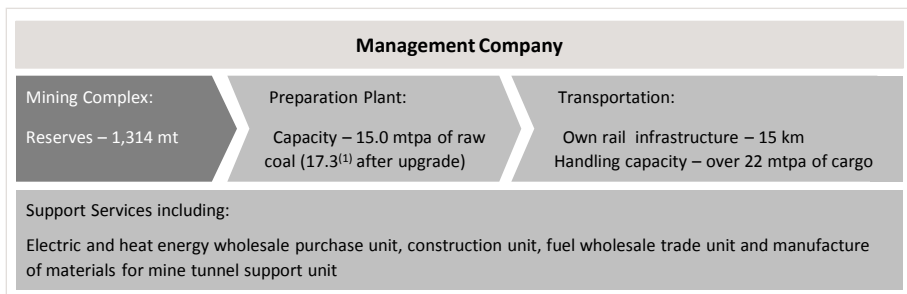 Management Company
Mining Complex:
Reserves – 1,314 mt
Preparation Plant:
Capacity – 15.0 mtpa of raw
coal (17.3(1) after upgrade)
Transportation:
Own rail infrastructure – 15 km
Handling capacity – over 22 mtpa of cargo
Support Services including:
Electric and heat energy wholesale purchase unit, construction unit, fuel wholesale trade unit and manufacture
of materials for mine tunnel support unit